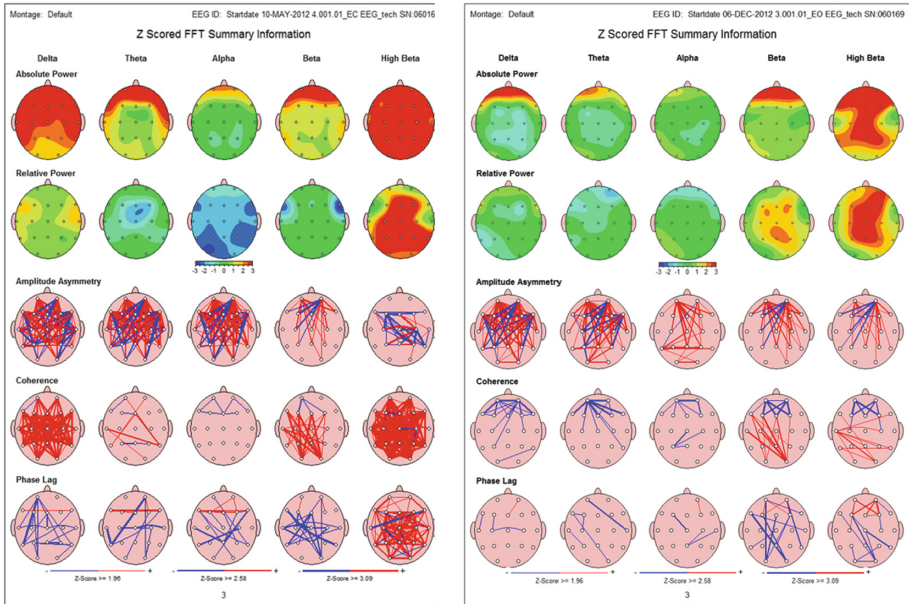 Montage: Default EEG ID: Startdate 10-MAY-2012 4.001.01_EC EEG_tech SN:06016
Z Scored FFT Summary Information
Delta Theta Alpha Beta High Beta
Absolute Power
Relative Power
-3 -2 -1 0 1 2 3
Amplitude Asymmetry
Coherence
Phase Lag
- Z-Score >= 1.96 + - Z-Score >= 2.58 + - Z-Score >= 3.09 +
3
Montage: Default EEG ID: Startdate 06-DEC-2012 3.001.01_EO EEG_tech SN:060169
Z Scored FFT Summary Information
Delta Theta Alpha Beta High Beta
Absolute Power
Relative Power
-3 -2 -1 0 1 2 3
Amplitude Asymmetry
Coherence
Phase Lag
- Z-Score >= 1.96 + - Z-Score >= 2.58 + - Z-Score >= 3.09 +
3